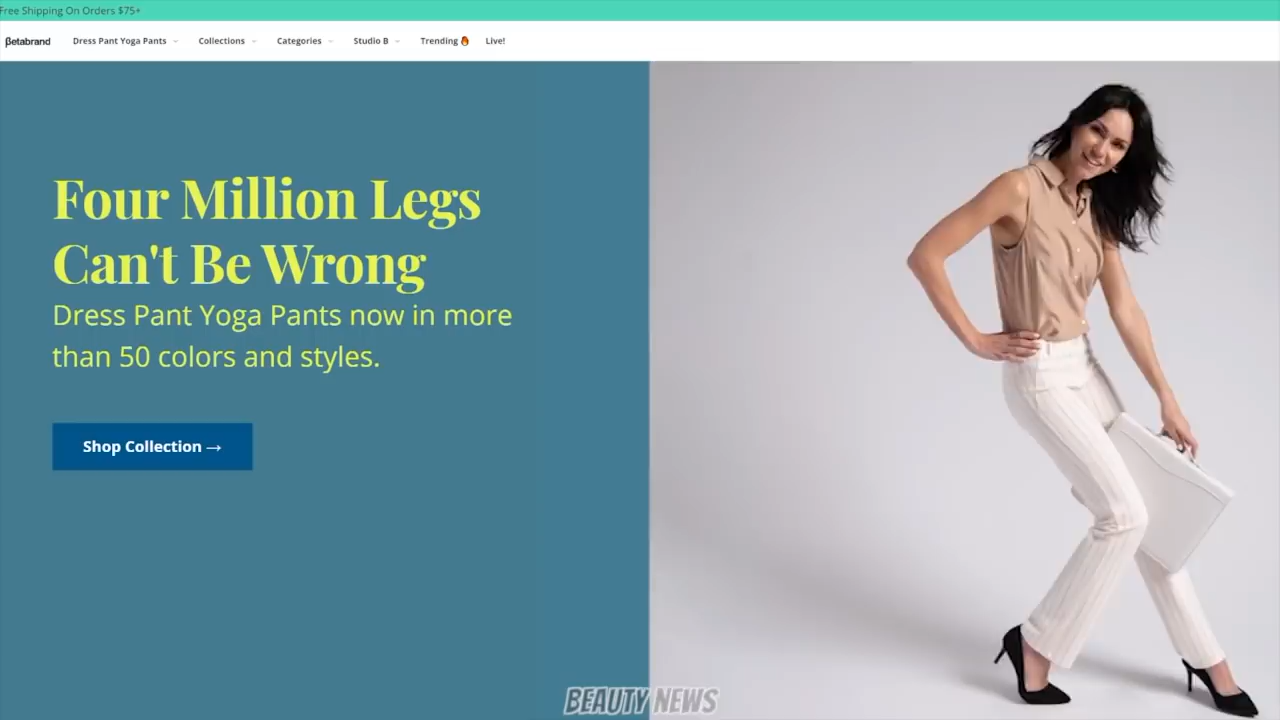 Free Shipping On Orders $75+
βetabrand Dress Pant Yoga Pants Collections Categories Studio B Trending 🔥 Live!
Four Million Legs
Can't Be Wrong
Dress Pant Yoga Pants now in more
than 50 colors and styles.
Shop Collection →
BEAUTY NEWS